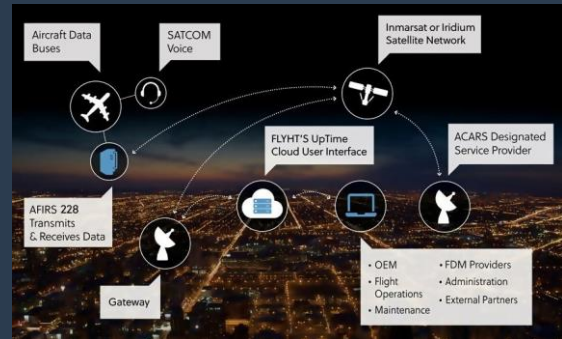 Aircraft Data
Buses
SATCOM
Voice
Inmarsat or Iridium
Satellite Network
FLYHT'S UpTime
Cloud User Interface
ACARS Designated
Service Provider
AFIRS 228
Transmits
& Receives Data
Gateway
• OEM
• Flight
Operations
• Maintenance
• FDM Providers
• Administration
• External Partners